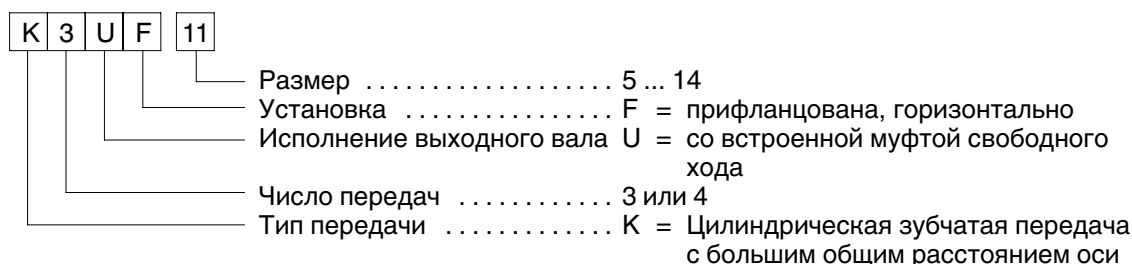 K 3 U F 11
Размер . . . . . . . . . . . . . . . . . . . 5 ... 14
Установка . . . . . . . . . . . . . . . . F = прифланцована, горизонтально
Исполнение выходного вала U = со встроенной муфтой свободного
хода
Число передач . . . . . . . . . . . . 3 или 4
Тип передачи . . . . . . . . . . . . . K = Цилиндрическая зубчатая передача
с большим общим расстоянием оси